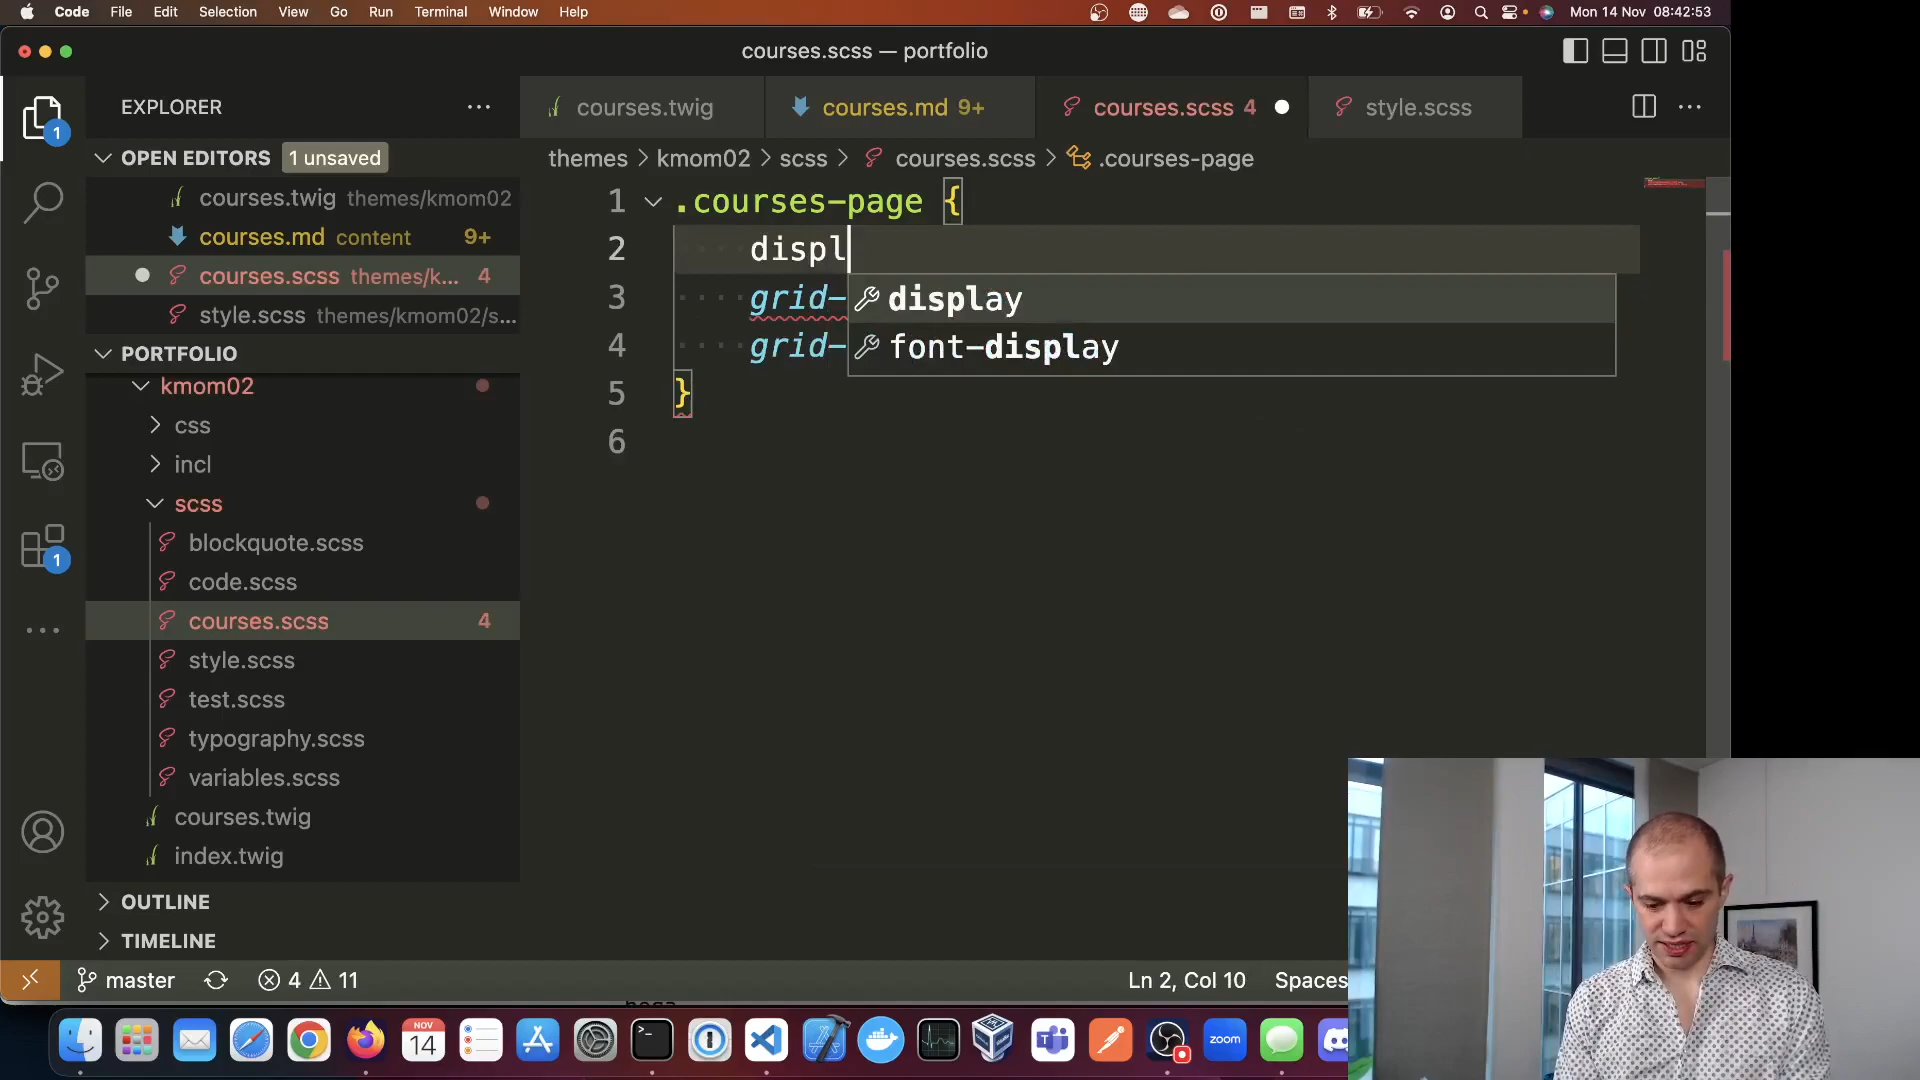 Code File Edit Selection View Go Run Terminal Window Help Mon 14 Nov 08:42:53
courses.scss — portfolio
EXPLORER
courses.twig
courses.md 9+
courses.scss 4
style.scss
1
OPEN EDITORS
1 unsaved
themes kmom02 scss courses.scss .courses-page
courses.twig themes/kmom02
courses.md content 9+
courses.scss themes/k... 4
style.scss themes/kmom02/s...
1 .courses-page {
2 displ
3 grid-
4 grid-
5 }
6
display
font-display
PORTFOLIO
kmom02
css
incl
scss
blockquote.scss
code.scss
courses.scss 4
style.scss
test.scss
typography.scss
variables.scss
courses.twig
index.twig
1
OUTLINE
TIMELINE
master 4 11
Ln 2, Col 10 Spaces
NOV
14
zoom